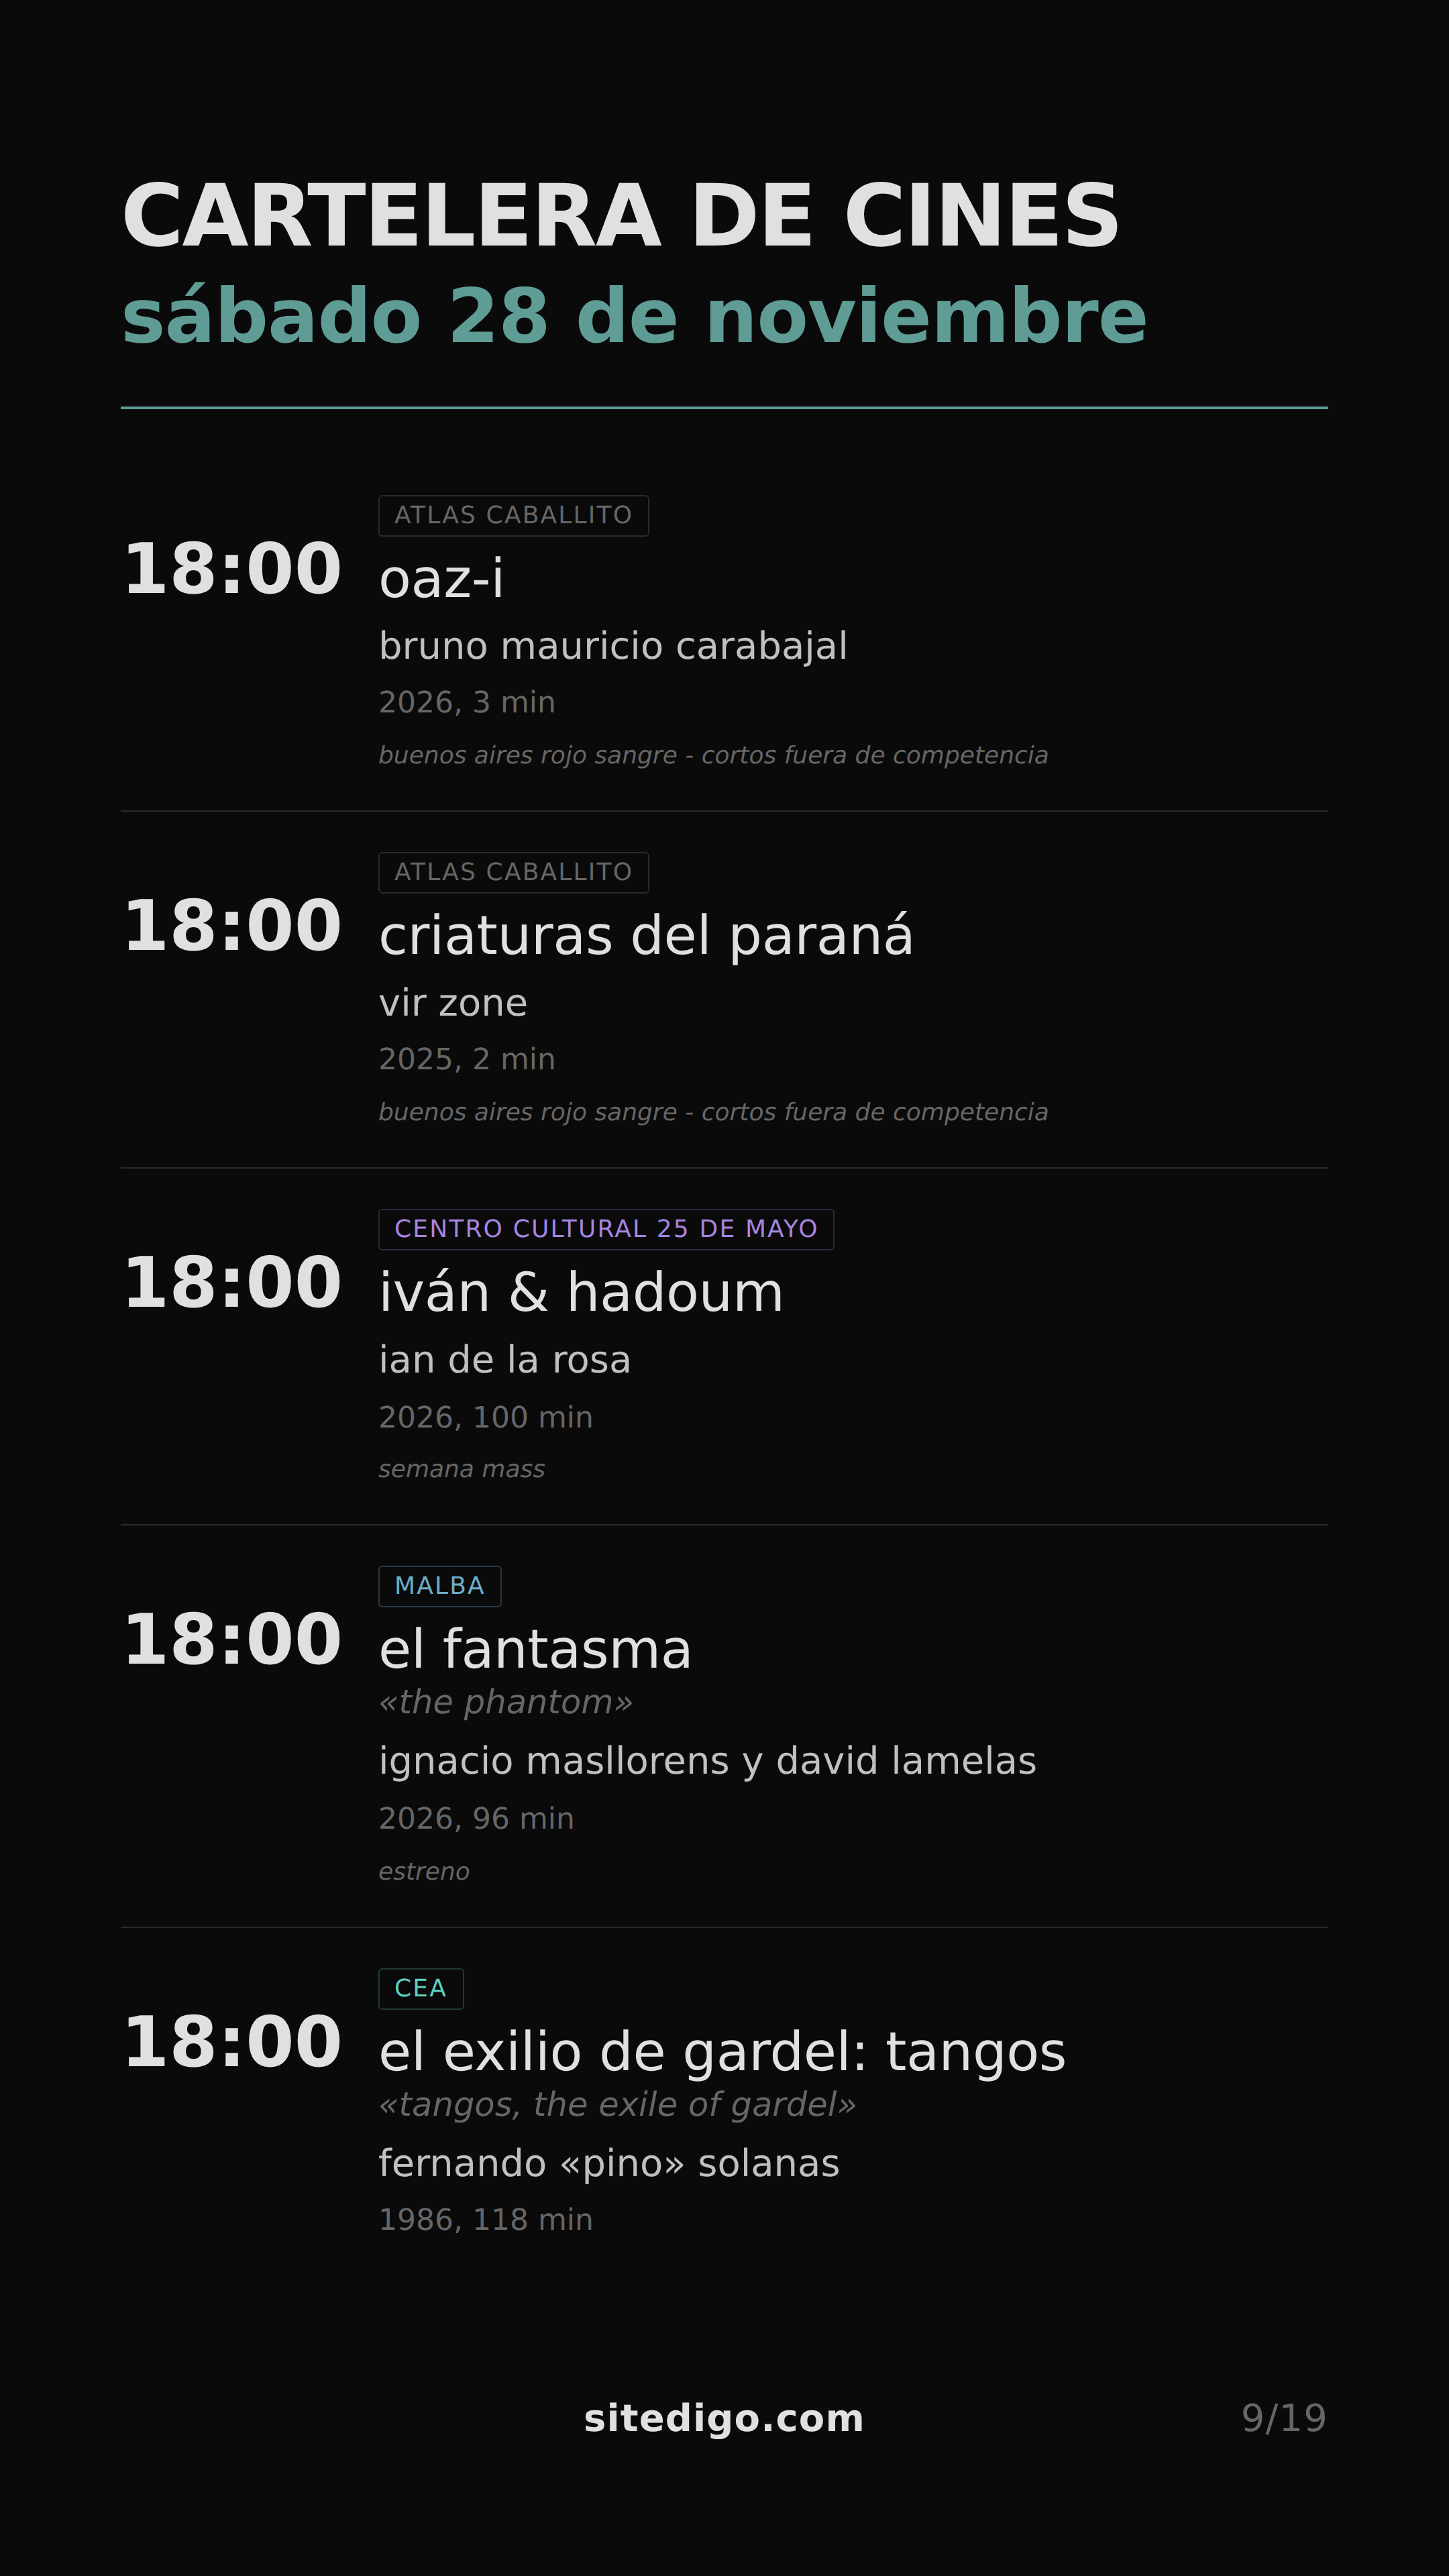 CARTELERA DE CINES
sábado 28 de noviembre
ATLAS CABALLITO
18:00
oaz-i
bruno mauricio carabajal
2026, 3 min
buenos aires rojo sangre - cortos fuera de competencia
ATLAS CABALLITO
18:00
criaturas del paraná
vir zone
2025, 2 min
buenos aires rojo sangre - cortos fuera de competencia
CENTRO CULTURAL 25 DE MAYO
18:00
iván & hadoum
ian de la rosa
2026, 100 min
semana mass
MALBA
18:00
el fantasma
«the phantom»
ignacio masllorens y david lamelas
2026, 96 min
estreno
CEA
18:00
el exilio de gardel: tangos
«tangos, the exile of gardel»
fernando «pino» solanas
1986, 118 min
sitedigo.com
9/19